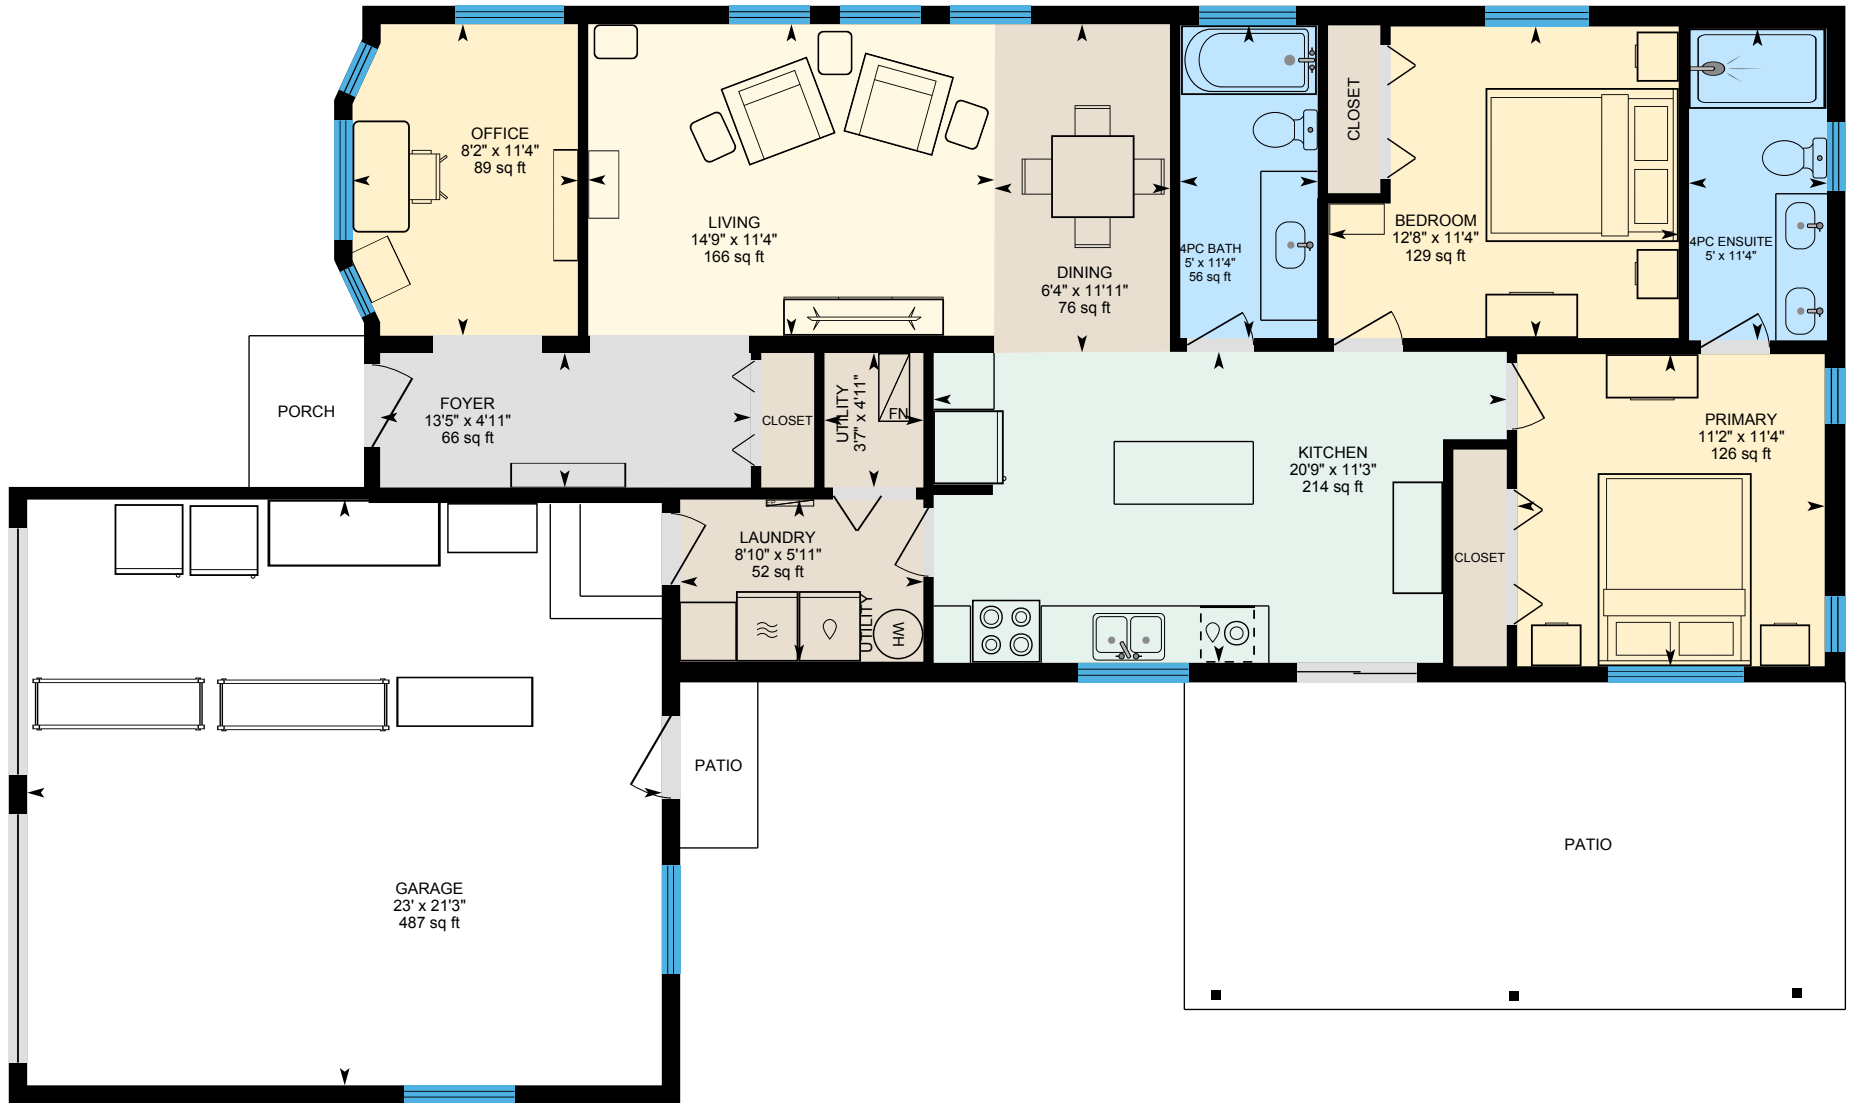 OFFICE
8'2" x 11'4"
89 sq ft
LIVING
14'9" x 11'4"
166 sq ft
DINING
6'4" x 11'11"
76 sq ft
4PC BATH
5' x 11'4"
56 sq ft
CLOSET
BEDROOM
12'8" x 11'4"
129 sq ft
4PC ENSUITE
5' x 11'4"
PORCH
FOYER
13'5" x 4'11"
66 sq ft
CLOSET
UTILITY
3'7" x 4'11"
FN
KITCHEN
20'9" x 11'3"
214 sq ft
PRIMARY
11'2" x 11'4"
126 sq ft
CLOSET
LAUNDRY
8'10" x 5'11"
52 sq ft
UTILITY
WH
PATIO
PATIO
GARAGE
23' x 21'3"
487 sq ft